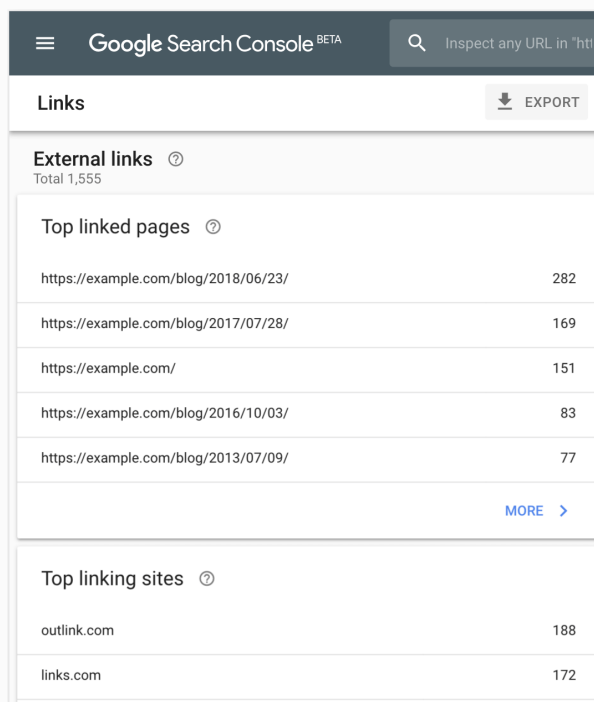 Google Search Console BETA
Inspect any URL in "htt
Links
EXPORT
External links
Total 1,555
Top linked pages
https://example.com/blog/2018/06/23/ 282
https://example.com/blog/2017/07/28/ 169
https://example.com/ 151
https://example.com/blog/2016/10/03/ 83
https://example.com/blog/2013/07/09/ 77
MORE
Top linking sites
outlink.com 188
links.com 172